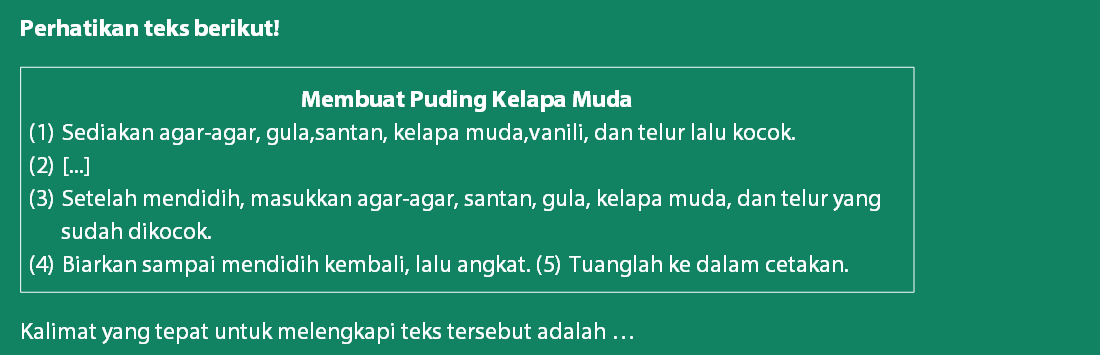 Perhatikan teks berikut!
Membuat Puding Kelapa Muda
(1) Sediakan agar-agar, gula,santan, kelapa muda,vanili, dan telur lalu kocok.
(2) [...]
(3) Setelah mendidih, masukkan agar-agar, santan, gula, kelapa muda, dan telur yang
sudah dikocok.
(4) Biarkan sampai mendidih kembali, lalu angkat. (5) Tuanglah ke dalam cetakan.
Kalimat yang tepat untuk melengkapi teks tersebut adalah ...